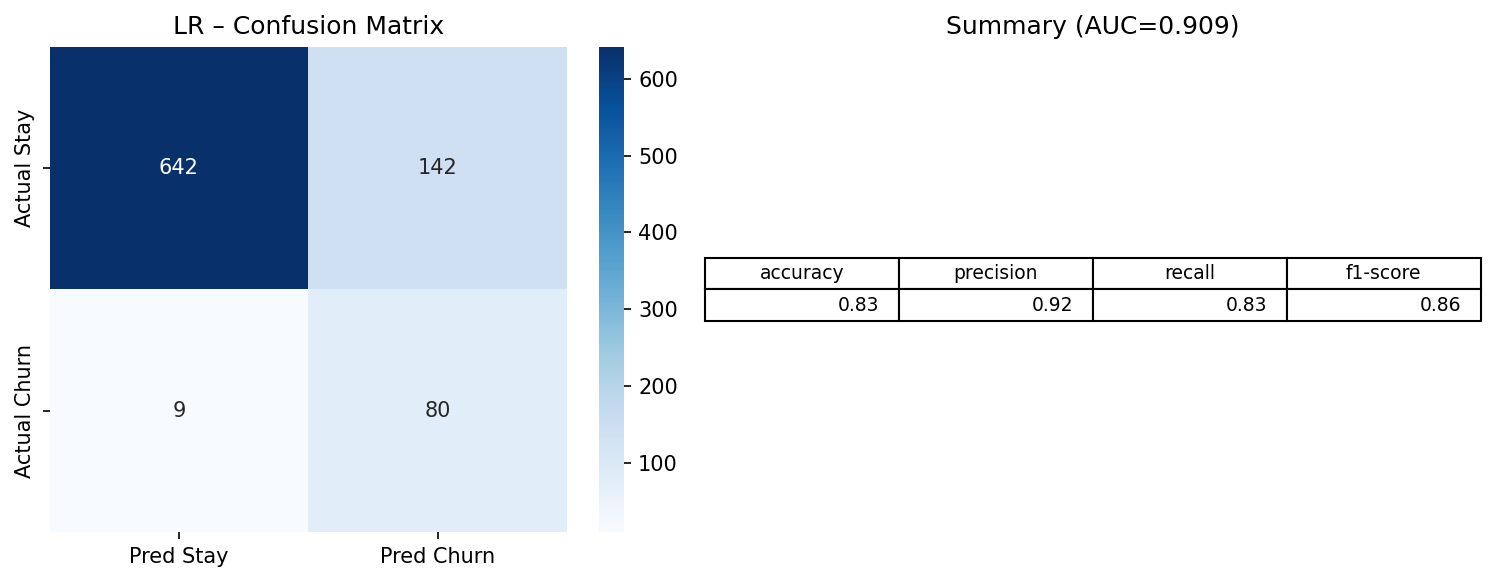 LR – Confusion Matrix
Actual Stay
Actual Churn
642
142
9
80
Pred Stay
Pred Churn
600
500
400
300
200
100
Summary (AUC=0.909)
accuracy precision recall f1-score
0.83 0.92 0.83 0.86